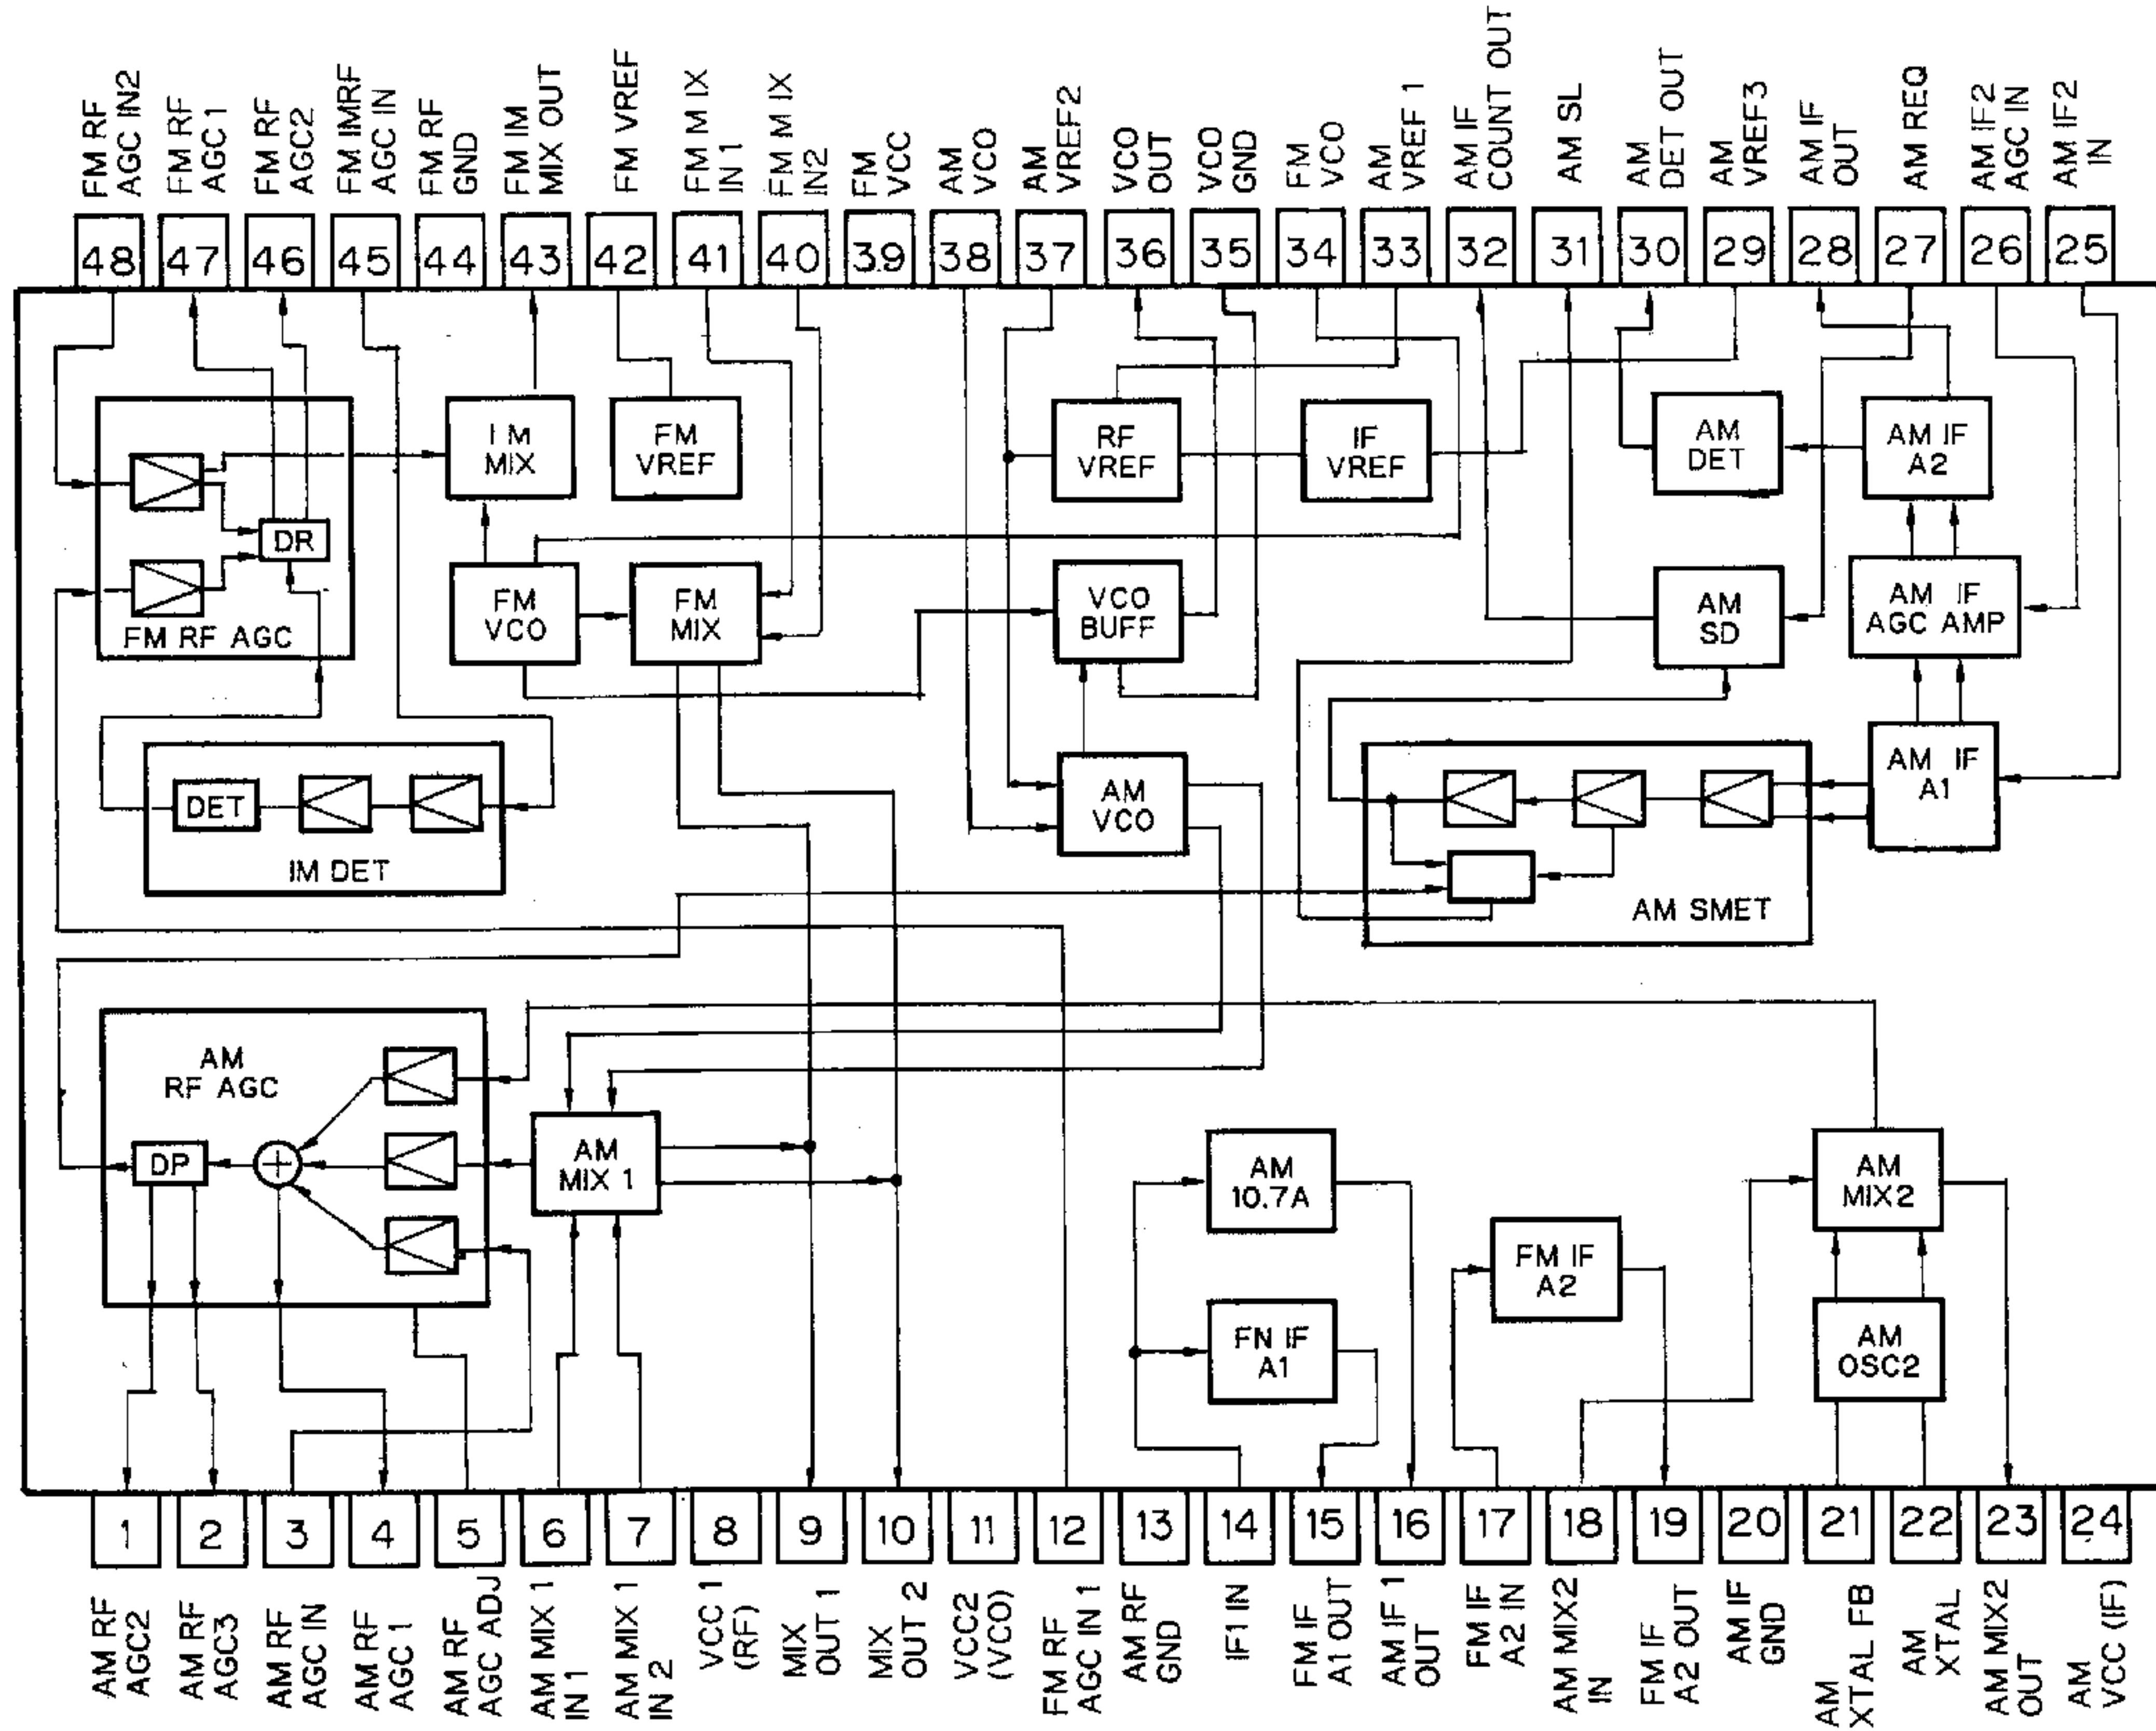 FM RF
AGC IN2
FM RF
AGC 1
FM RF
AGC2
FM IMRF
AGC IN
FM RF
GND
FM IM
MIX OUT
FM VREF
FM M IX
IN 1
FM M IX
IN2
FM
VCC
AM
VCO
AM
VREF2
VCO
OUT
VCO
GND
FM
VCO
AM
VREF 1
AM IF
COUNT OUT
AM SL
AM
DET OUT
AM
VREF3
AM IF
OUT
AM REQ
AM IF2
AGC IN
AM IF2
IN
48
47
46
45
44
43
42
41
40
39
38
37
36
35
34
33
32
31
30
29
28
27
26
25
DR
FM RF AGC
I M
MIX
FM
VREF
RF
VREF
IF
VREF
AM
DET
AM IF
A2
FM
VCO
FM
MIX
VCO
BUFF
AM
SD
AM IF
AGC AMP
DET
IM DET
AM
VCO
AM SMET
AM IF
A1
AM
RF AGC
DP
+
AM
MIX 1
AM
10.7A
FN IF
A1
FM IF
A2
AM
MIX2
AM
OSC2
1
2
3
4
5
6
7
8
9
10
11
12
13
14
15
16
17
18
19
20
21
22
23
24
AM RF
AGC2
AM RF
AGC3
AM RF
AGC IN
AM RF
AGC 1
AM RF
AGC ADJ
AM MIX 1
IN 1
AM MIX 1
IN 2
VCC 1
(RF)
MIX
OUT 1
MIX
OUT 2
VCC2
(VCO)
FM RF
AGC IN 1
AM RF
GND
IF1 IN
FM IF
A1 OUT
AM IF 1
OUT
FM IF
A2 IN
AM MIX2
IN
FM IF
A2 OUT
AM IF
GND
AM
XTAL FB
AM
XTAL
AM MIX2
OUT
AM
VCC (IF)